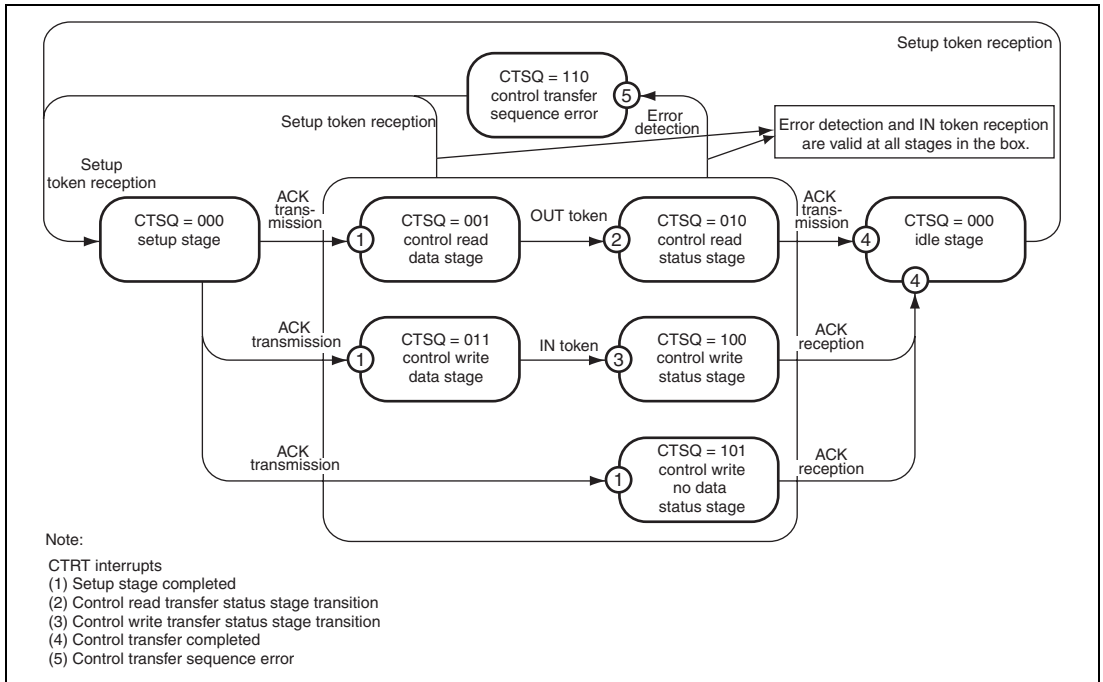 Setup token reception
CTSQ = 110
control transfer
sequence error
5
Setup token reception
Error
detection
Error detection and IN token reception
are valid at all stages in the box.
Setup
token reception
CTSQ = 000
setup stage
ACK
trans-
mission
1
CTSQ = 001
control read
data stage
OUT token
2
CTSQ = 010
control read
status stage
ACK
trans-
mission
4
CTSQ = 000
idle stage
4
ACK
transmission
1
CTSQ = 011
control write
data stage
IN token
3
CTSQ = 100
control write
status stage
ACK
reception
ACK
transmission
1
CTSQ = 101
control write
no data
status stage
ACK
reception
Note:
CTRT interrupts
(1) Setup stage completed
(2) Control read transfer status stage transition
(3) Control write transfer status stage transition
(4) Control transfer completed
(5) Control transfer sequence error